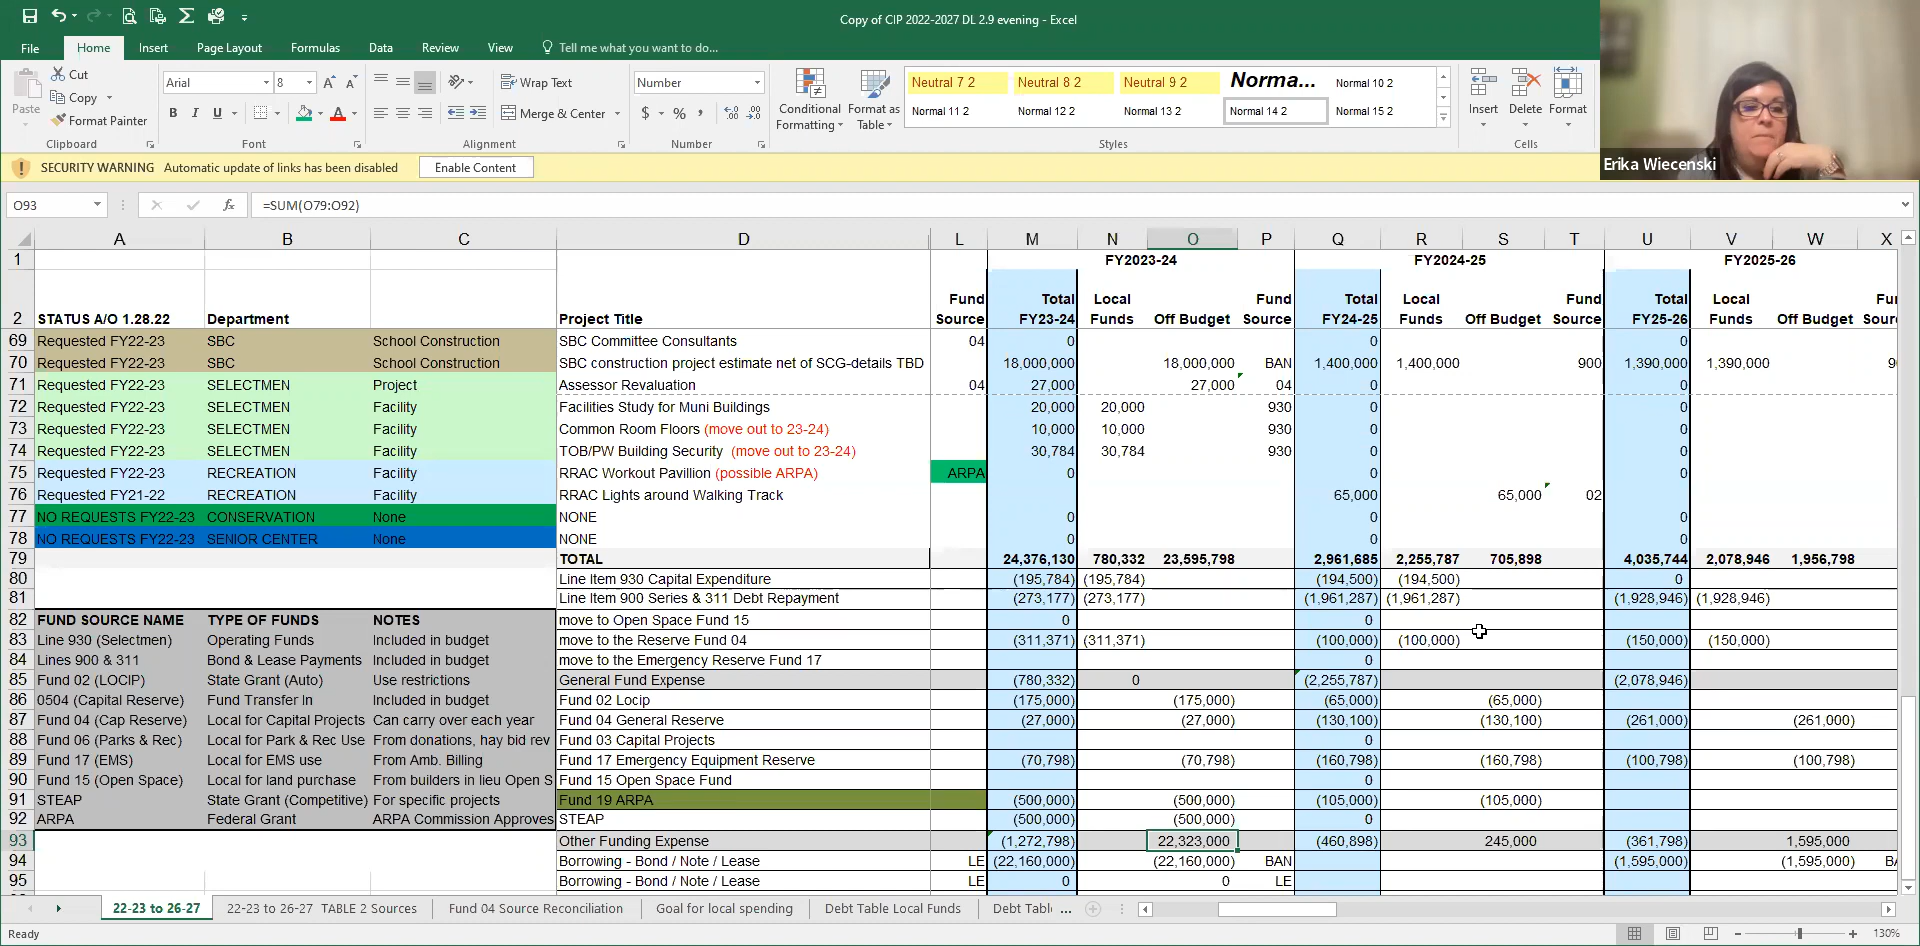 Copy of CIP 2022-2027 DL 2.9 evening - Excel
File Home Insert Page Layout Formulas Data Review View Tell me what you want to do...
Paste Cut Copy Format Painter Clipboard
Arial 8 B I U A Font
Wrap Text Merge & Center Alignment
Number $ % , Number
Conditional Formatting Format as Table
Neutral 7 2 Neutral 8 2 Neutral 9 2 Norma... Normal 10 2
Normal 11 2 Normal 12 2 Normal 13 2 Normal 14 2 Normal 15 2
Styles
Insert Delete Format Cells
Erika Wiecenski
SECURITY WARNING Automatic update of links has been disabled Enable Content
O93 fx =SUM(O79:O92)
A B C D L M N O P Q R S T U V W X
1 FY2023-24 FY2024-25 FY2025-26
Fund Total Local Fund Total Local Fund Total Local Fu
2 STATUS A/O 1.28.22 Department Project Title Source FY23-24 Funds Off Budget Source FY24-25 Funds Off Budget Source FY25-26 Funds Off Budget Sour
69 Requested FY22-23 SBC School Construction SBC Committee Consultants 04 0 0 0
70 Requested FY22-23 SBC School Construction SBC construction project estimate net of SCG-details TBD 18,000,000 18,000,000 BAN 1,400,000 1,400,000 900 1,390,000 1,390,000 9
71 Requested FY22-23 SELECTMEN Project Assessor Revaluation 04 27,000 27,000 04 0 0
72 Requested FY22-23 SELECTMEN Facility Facilities Study for Muni Buildings 20,000 20,000 930 0 0
73 Requested FY22-23 SELECTMEN Facility Common Room Floors (move out to 23-24) 10,000 10,000 930 0 0
74 Requested FY22-23 SELECTMEN Facility TOB/PW Building Security (move out to 23-24) 30,784 30,784 930 0 0
75 Requested FY22-23 RECREATION Facility RRAC Workout Pavillion (possible ARPA) ARPA 0 0 0
76 Requested FY21-22 RECREATION Facility RRAC Lights around Walking Track 65,000 65,000 02 0
77 NO REQUESTS FY22-23 CONSERVATION None NONE 0 0 0
78 NO REQUESTS FY22-23 SENIOR CENTER None NONE 0 0 0
79 TOTAL 24,376,130 780,332 23,595,798 2,961,685 2,255,787 705,898 4,035,744 2,078,946 1,956,798
80 Line Item 930 Capital Expenditure (195,784) (195,784) (194,500) (194,500) 0
81 Line Item 900 Series & 311 Debt Repayment (273,177) (273,177) (1,961,287) (1,961,287) (1,928,946) (1,928,946)
82 FUND SOURCE NAME TYPE OF FUNDS NOTES move to Open Space Fund 15 0 0
83 Line 930 (Selectmen) Operating Funds Included in budget move to the Reserve Fund 04 (311,371) (311,371) (100,000) (100,000) (150,000) (150,000)
84 Lines 900 & 311 Bond & Lease Payments Included in budget move to the Emergency Reserve Fund 17 0
85 Fund 02 (LOCIP) State Grant (Auto) Use restrictions General Fund Expense (780,332) 0 (2,255,787) (2,078,946)
86 0504 (Capital Reserve) Fund Transfer In Included in budget Fund 02 Locip (175,000) (175,000) (65,000) (65,000)
87 Fund 04 (Cap Reserve) Local for Capital Projects Can carry over each year Fund 04 General Reserve (27,000) (27,000) (130,100) (130,100) (261,000) (261,000)
88 Fund 06 (Parks & Rec) Local for Park & Rec Use From donations, hay bid rev Fund 03 Capital Projects 0
89 Fund 17 (EMS) Local for EMS use From Amb. Billing Fund 17 Emergency Equipment Reserve (70,798) (70,798) (160,798) (160,798) (100,798) (100,798)
90 Fund 15 (Open Space) Local for land purchase From builders in lieu Open S Fund 15 Open Space Fund 0
91 STEAP State Grant (Competitive) For specific projects Fund 19 ARPA (500,000) (500,000) (105,000) (105,000)
92 ARPA Federal Grant ARPA Commission Approves STEAP (500,000) (500,000) 0
93 Other Funding Expense (1,272,798) 22,323,000 (460,898) 245,000 (361,798) 1,595,000
94 Borrowing - Bond / Note / Lease LE (22,160,000) (22,160,000) BAN (1,595,000) (1,595,000) BA
95 Borrowing - Bond / Note / Lease LE 0 0 LE
22-23 to 26-27 22-23 to 26-27 TABLE 2 Sources Fund 04 Source Reconciliation Goal for local spending Debt Table Local Funds Debt Tabl ...
Ready 130%